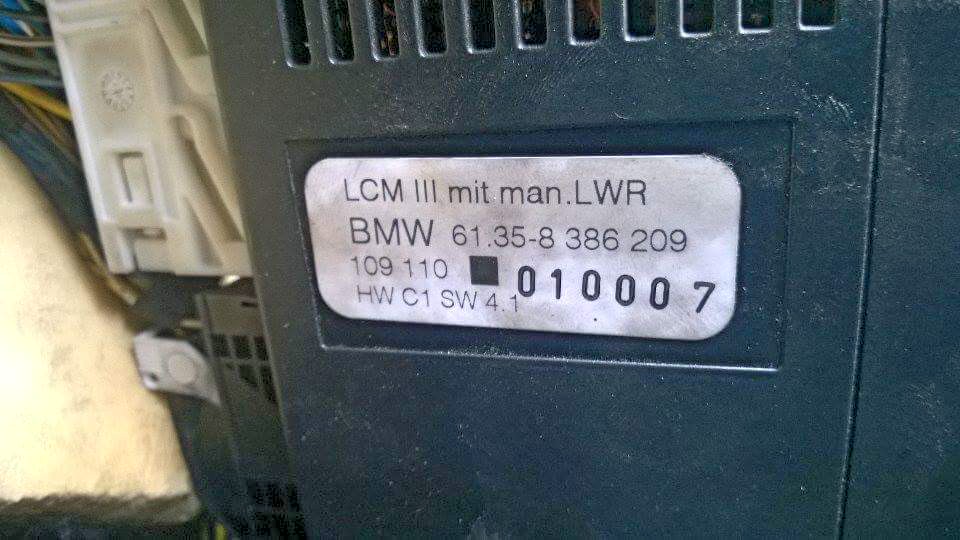 LCM III mit man.LWR
BMW 61.35-8 386 209
109 110 010007
HW C1 SW 4.1